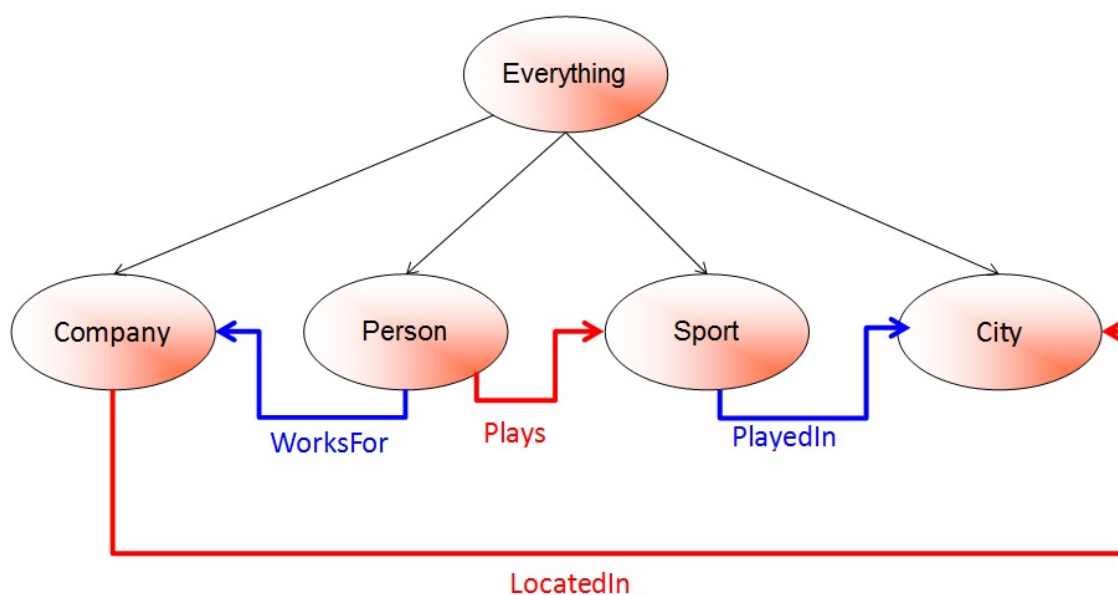 Everything
Company
Person
Sport
City
WorksFor
Plays
PlayedIn
LocatedIn